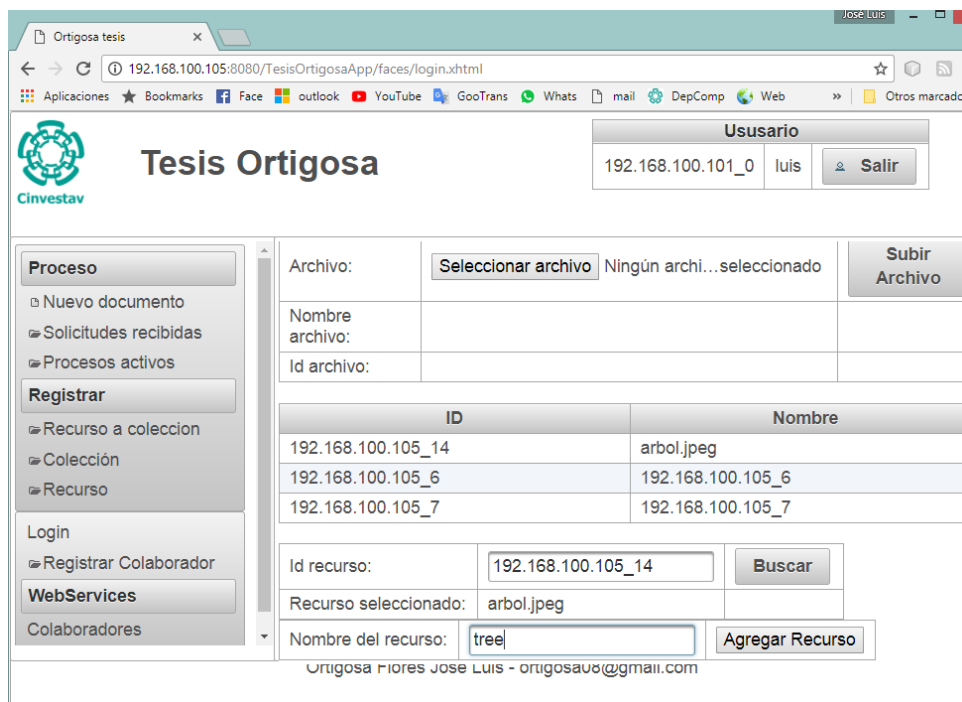 José Luis
Ortigosa tesis
192.168.100.105:8080/TesisOrtigosaApp/faces/login.xhtml
Aplicaciones Bookmarks Face outlook YouTube GooTrans Whats mail DepComp Web » Otros marcado
Cinvestav
Tesis Ortigosa
Ususario
192.168.100.101_0 luis Salir
Proceso
Nuevo documento
Solicitudes recibidas
Procesos activos
Registrar
Recurso a coleccion
Colección
Recurso
Login
Registrar Colaborador
WebServices
Colaboradores
Archivo: Seleccionar archivo Ningún archi...seleccionado Subir Archivo
Nombre archivo:
Id archivo:
ID Nombre
192.168.100.105_14 arbol.jpeg
192.168.100.105_6 192.168.100.105_6
192.168.100.105_7 192.168.100.105_7
Id recurso: 192.168.100.105_14 Buscar
Recurso seleccionado: arbol.jpeg
Nombre del recurso: tree Agregar Recurso
Ortigosa Flores José Luis - ortigosa08@gmail.com